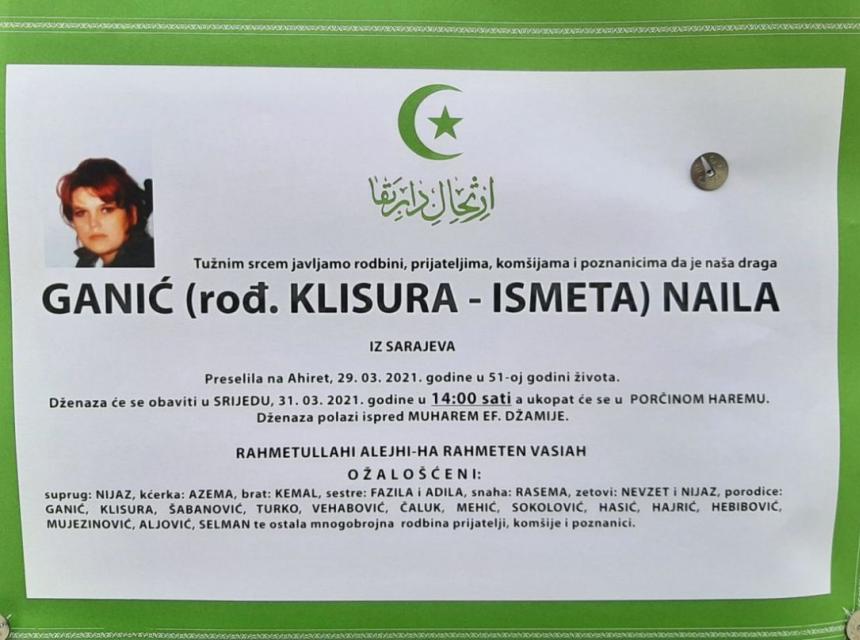 ارتحال دار بقا
Tužnim srcem javljamo rodbini, prijateljima, komšijama i poznanicima da je naša draga
GANIĆ (rođ. KLISURA - ISMETA) NAILA
IZ SARAJEVA
Preselila na Ahiret, 29. 03. 2021. godine u 51-oj godini života.
Dženaza će se obaviti u SRIJEDU, 31. 03. 2021. godine u 14:00 sati a ukopat će se u PORČINOM HAREMU.
Dženaza polazi ispred MUHAREM EF. DŽAMIJE.
RAHMETULLAHI ALEJHI-HA RAHMETEN VASIAH
OŽALOŠĆENI:
suprug: NIJAZ, kćerka: AZEMA, brat: KEMAL, sestre: FAZILA i ADILA, snaha: RASEMA, zetovi: NEVZET i NIJAZ, porodice:
GANIĆ, KLISURA, ŠABANOVIĆ, TURKO, VEHABOVIĆ, ČALUK, MEHIĆ, SOKOLOVIĆ, HASIĆ, HAJRIĆ, HEBIBOVIĆ,
MUJEZINOVIĆ, ALJOVIĆ, SELMAN te ostala mnogobrojna rodbina prijatelji, komšije i poznanici.